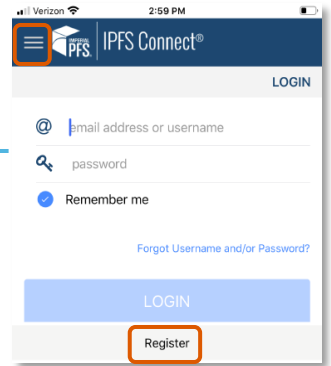 Verizon 2:59 PM
IMPERIAL PFS. IPFS Connect®
LOGIN
@ email address or username
password
Remember me
Forgot Username and/or Password?
LOGIN
Register